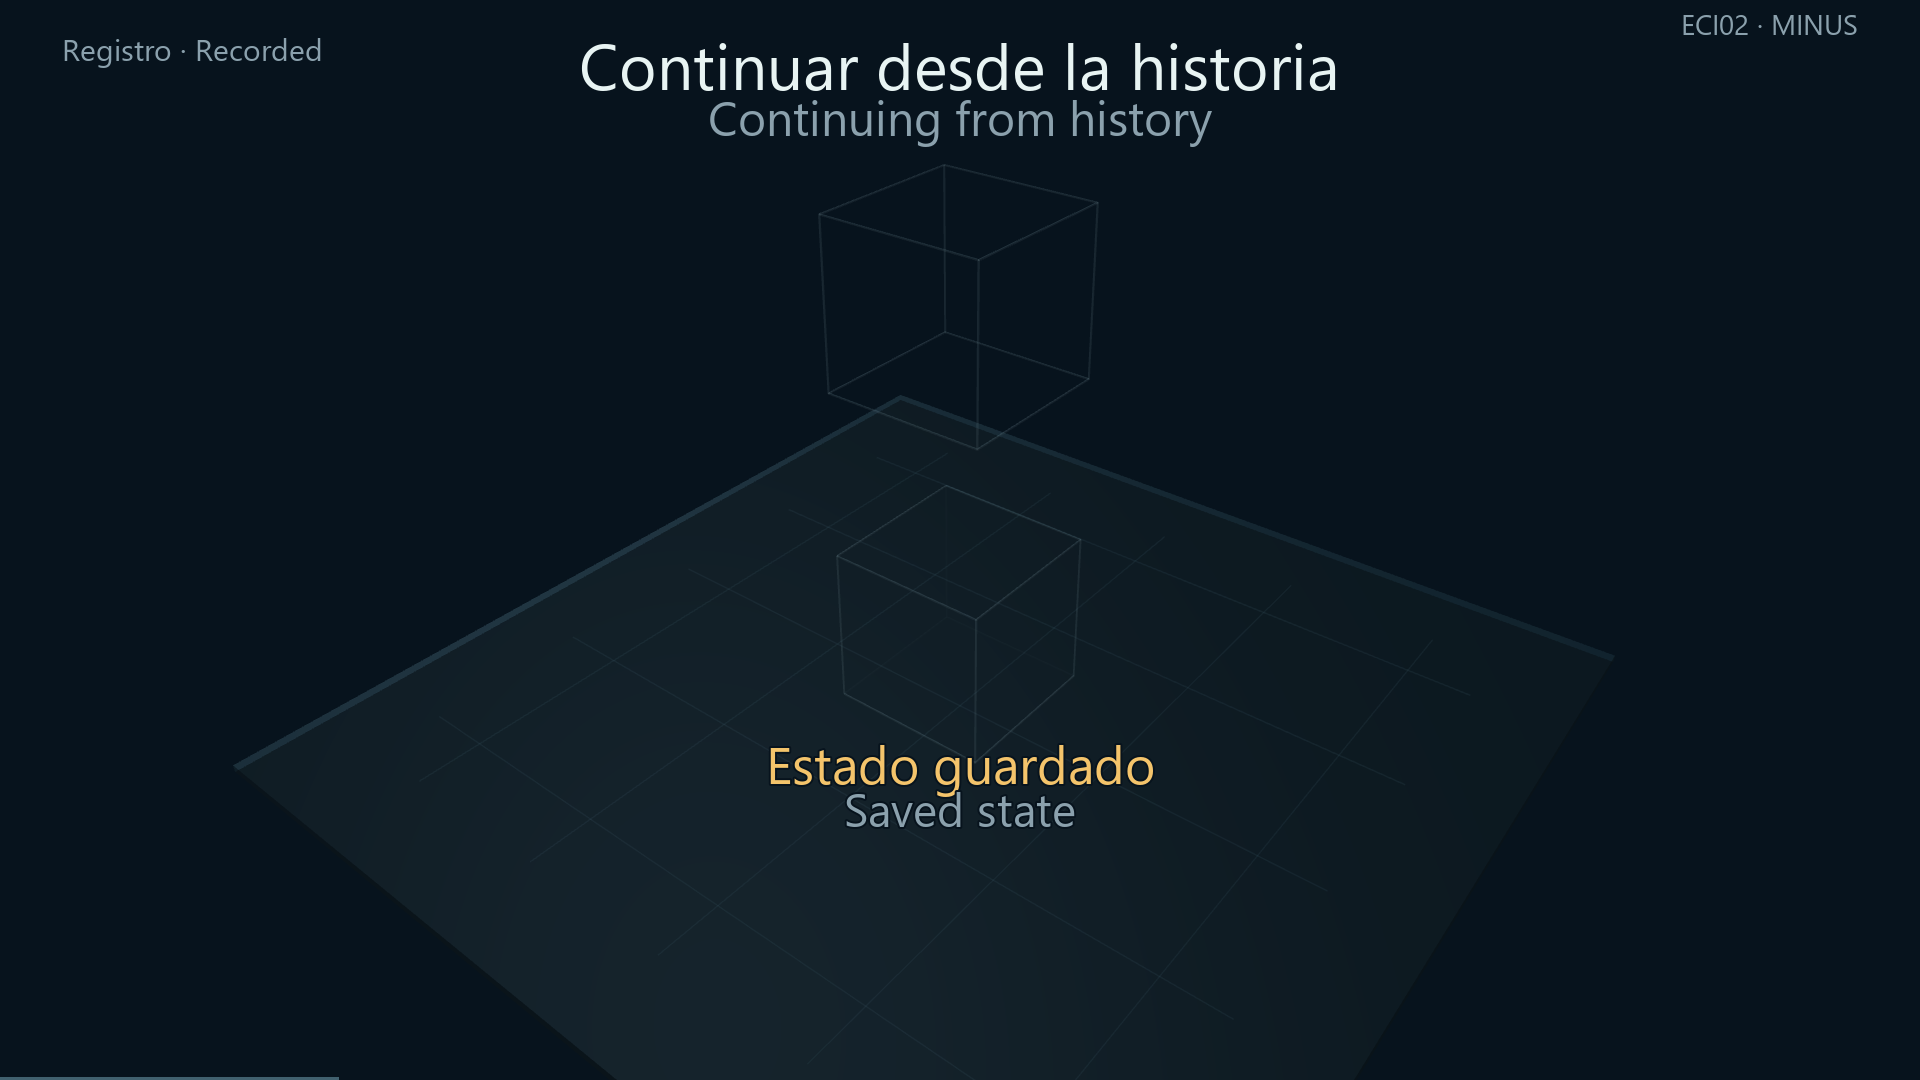 Registro · Recorded
ECI02 · MINUS
Continuar desde la historia
Continuing from history
Estado guardado
Saved state